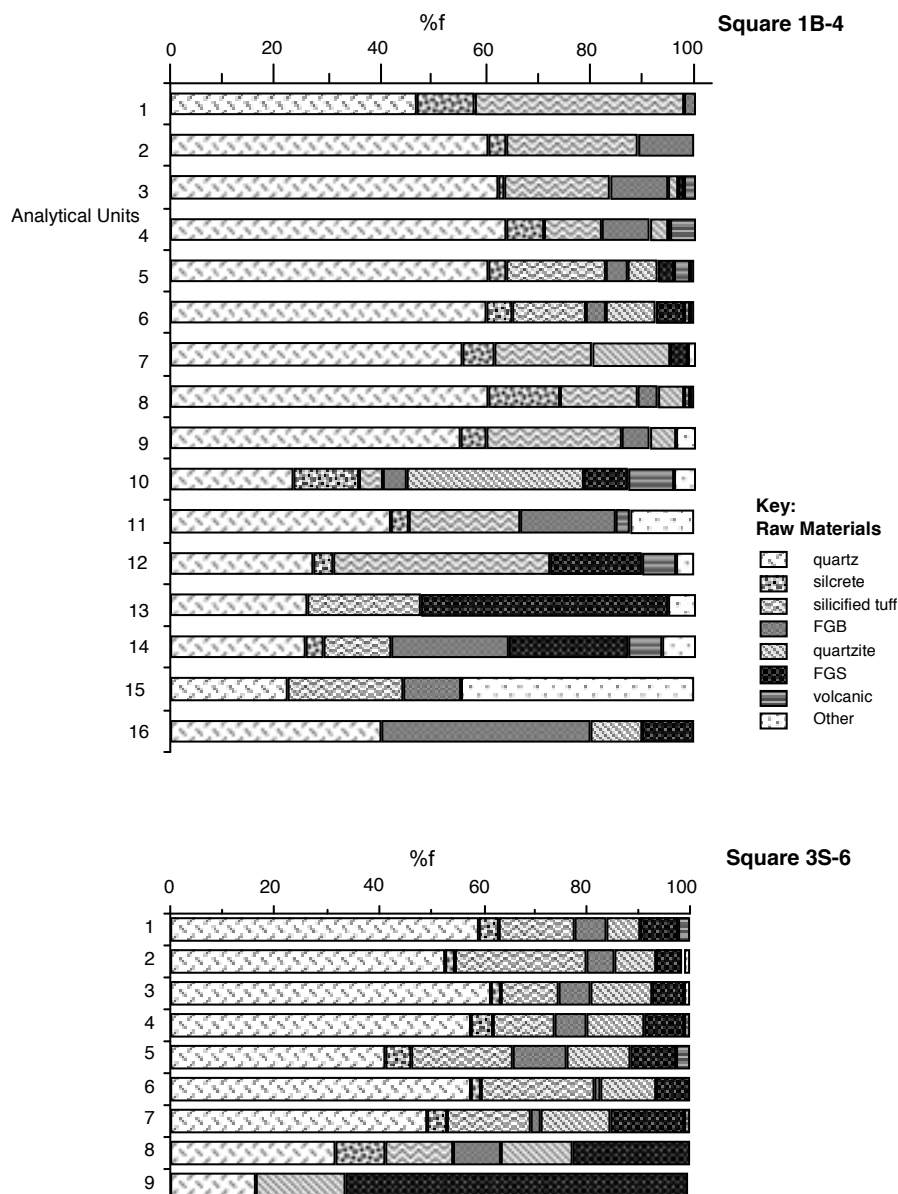 %f
Square 1B-4
0 20 40 60 80 100
1
2
3
Analytical Units
4
5
6
7
8
9
10
11
12
13
14
15
16
Key:
Raw Materials
quartz
silcrete
silicified tuff
FGB
quartzite
FGS
volcanic
Other
%f
Square 3S-6
0 20 40 60 80 100
1
2
3
4
5
6
7
8
9